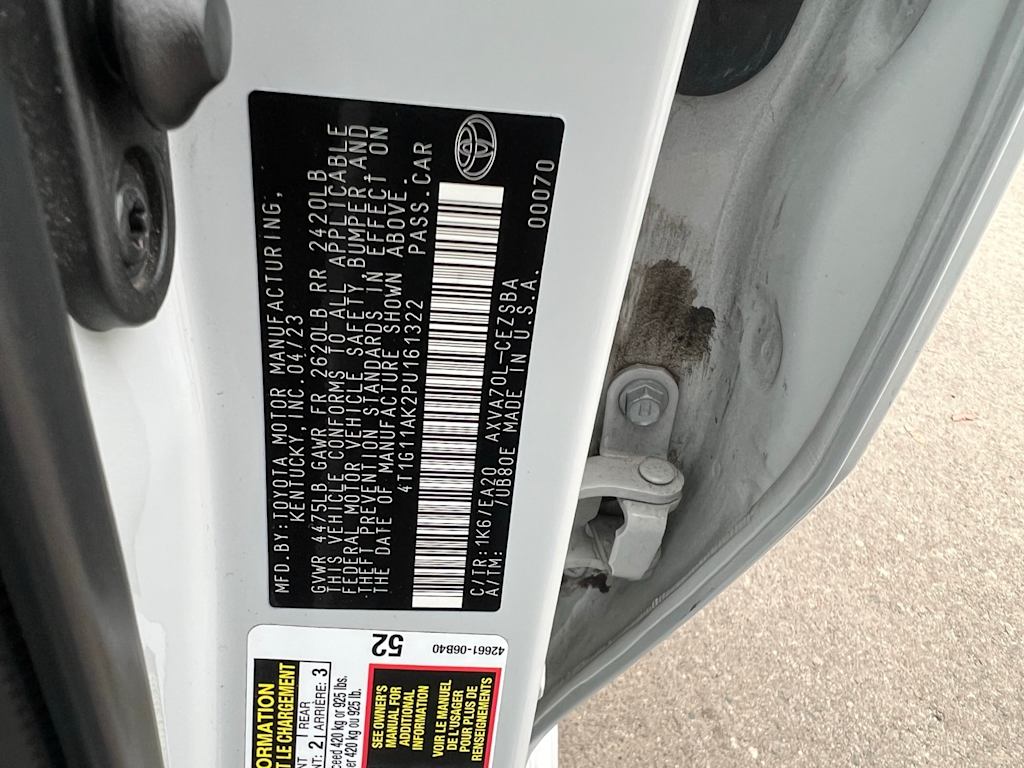 MFD.BY:TOYOTA MOTOR MANUFACTURING,
KENTUCKY,INC.04/23
GVWR 4475LB GAWR FR 2620LB RR 2420LB
THIS VEHICLE CONFORMS TO ALL APPLICABLE
FEDERAL MOTOR VEHICLE SAFETY,BUMPER AND
THEFT PREVENTION STANDARDS IN EFFECT ON
THE DATE OF MANUFACTURE SHOWN ABOVE.
4T1G11AK2PU161322 PASS.CAR
00070
C/TR:1K6/EA20 AXVA70L-CEZSBA
A/TM: /UB80E MADE IN U.S.A.
52
42661-06B40
ORMATION
T LE CHARGEMENT
NT: 2 | REAR
ARRIÈRE: 3
ceed 420 kg or 925 lbs.
er 420 kg ou 925 lb.
SEE OWNER'S
MANUAL FOR
ADDITIONAL
INFORMATION
VOIR LE MANUEL
DE L'USAGER
POUR PLUS DE
RENSEIGNEMENTS